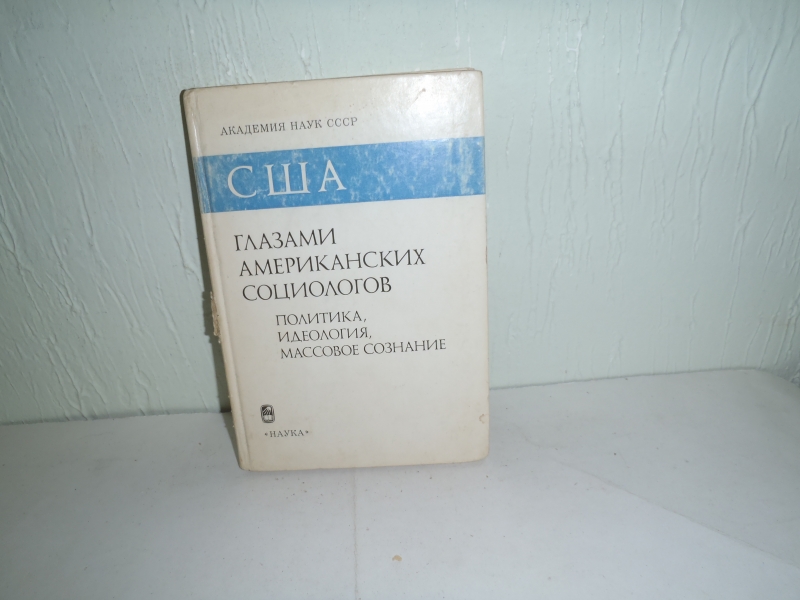 АКАДЕМИЯ НАУК СССР
США
ГЛАЗАМИ
АМЕРИКАНСКИХ
СОЦИОЛОГОВ
ПОЛИТИКА,
ИДЕОЛОГИЯ,
МАССОВОЕ СОЗНАНИЕ
«НАУКА»